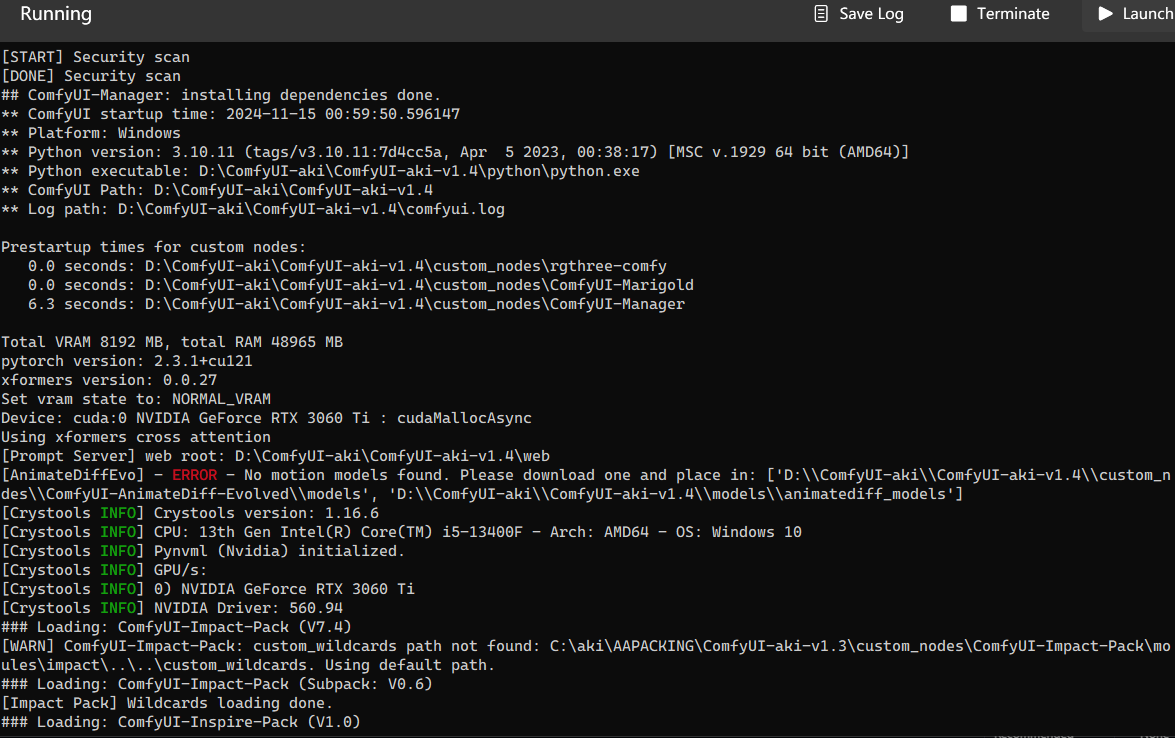 Running
Save Log
Terminate
Launch
[START] Security scan
[DONE] Security scan
## ComfyUI-Manager: installing dependencies done.
** ComfyUI startup time: 2024-11-15 00:59:50.596147
** Platform: Windows
** Python version: 3.10.11 (tags/v3.10.11:7d4cc5a, Apr  5 2023, 00:38:17) [MSC v.1929 64 bit (AMD64)]
** Python executable: D:\ComfyUI-aki\ComfyUI-aki-v1.4\python\python.exe
** ComfyUI Path: D:\ComfyUI-aki\ComfyUI-aki-v1.4
** Log path: D:\ComfyUI-aki\ComfyUI-aki-v1.4\comfyui.log
Prestartup times for custom nodes:
   0.0 seconds: D:\ComfyUI-aki\ComfyUI-aki-v1.4\custom_nodes\rgthree-comfy
   0.0 seconds: D:\ComfyUI-aki\ComfyUI-aki-v1.4\custom_nodes\ComfyUI-Marigold
   6.3 seconds: D:\ComfyUI-aki\ComfyUI-aki-v1.4\custom_nodes\ComfyUI-Manager
Total VRAM 8192 MB, total RAM 48965 MB
pytorch version: 2.3.1+cu121
xformers version: 0.0.27
Set vram state to: NORMAL_VRAM
Device: cuda:0 NVIDIA GeForce RTX 3060 Ti : cudaMallocAsync
Using xformers cross attention
[Prompt Server] web root: D:\ComfyUI-aki\ComfyUI-aki-v1.4\web
[AnimateDiffEvo] - ERROR - No motion models found. Please download one and place in: ['D:\\ComfyUI-aki\\ComfyUI-aki-v1.4\\custom_n
des\\ComfyUI-AnimateDiff-Evolved\\models', 'D:\\ComfyUI-aki\\ComfyUI-aki-v1.4\\models\\animatediff_models']
[Crystools INFO] Crystools version: 1.16.6
[Crystools INFO] CPU: 13th Gen Intel(R) Core(TM) i5-13400F - Arch: AMD64 - OS: Windows 10
[Crystools INFO] Pynvml (Nvidia) initialized.
[Crystools INFO] GPU/s:
[Crystools INFO] 0) NVIDIA GeForce RTX 3060 Ti
[Crystools INFO] NVIDIA Driver: 560.94
### Loading: ComfyUI-Impact-Pack (V7.4)
[WARN] ComfyUI-Impact-Pack: custom_wildcards path not found: C:\aki\AAPACKING\ComfyUI-aki-v1.3\custom_nodes\ComfyUI-Impact-Pack\mo
ules\impact\..\..\custom_wildcards. Using default path.
### Loading: ComfyUI-Impact-Pack (Subpack: V0.6)
[Impact Pack] Wildcards loading done.
### Loading: ComfyUI-Inspire-Pack (V1.0)